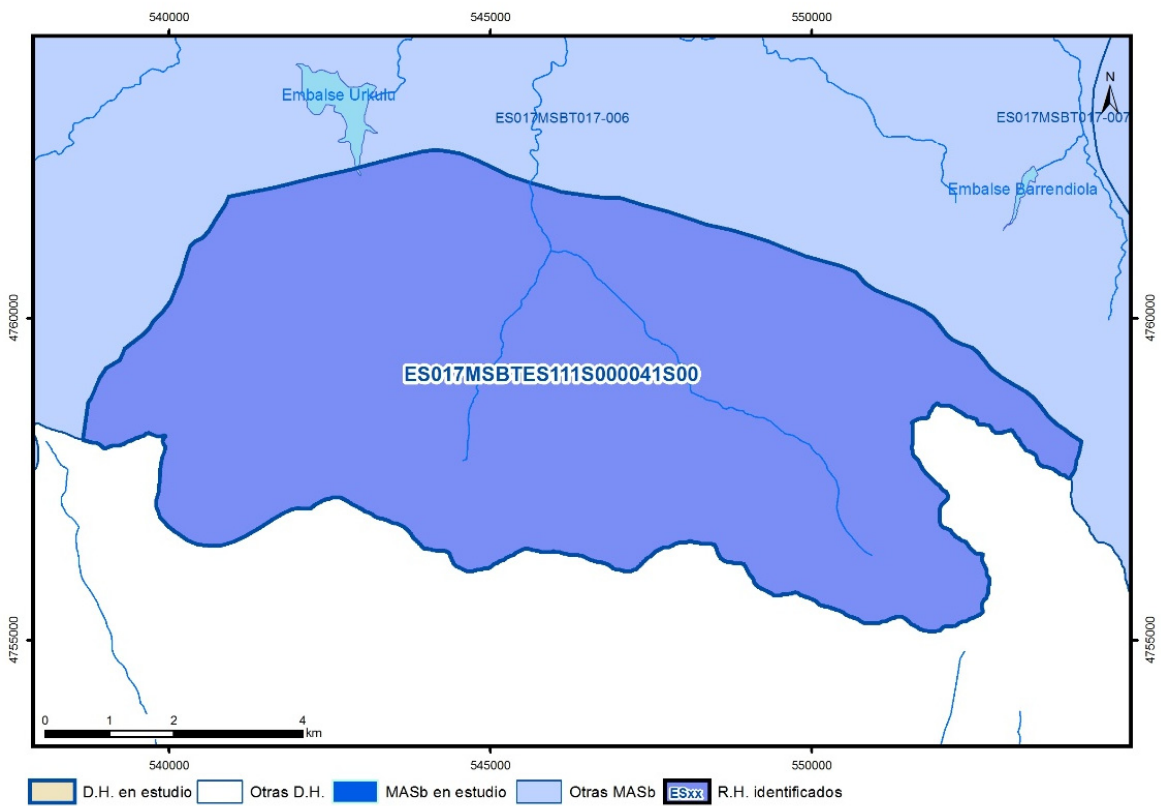 540000 545000 550000
N
Embalse Urkulu
ES017MSBT017-006
ES017MSBT017-007
Embalse Barrendiola
4760000
4760000
ES017MSBTES111S000041S00
4755000
4755000
0 1 2 4
km
540000 545000 550000
D.H. en estudio Otras D.H. MASb en estudio Otras MASb ESxx R.H. identificados